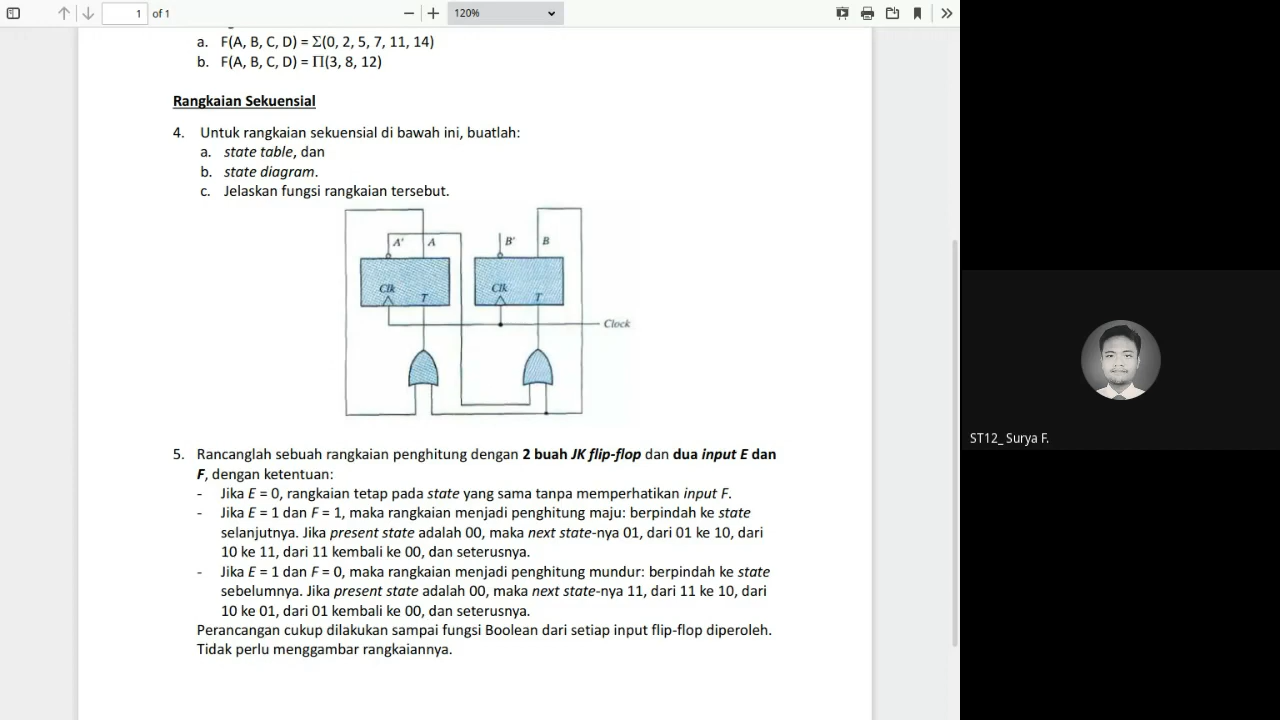 1 of 1
120%
a. F(A, B, C, D) = Σ(0, 2, 5, 7, 11, 14)
b. F(A, B, C, D) = Π(3, 8, 12)
Rangkaian Sekuensial
4. Untuk rangkaian sekuensial di bawah ini, buatlah:
a. state table, dan
b. state diagram.
c. Jelaskan fungsi rangkaian tersebut.
A' A B' B
Clk T Clk T
Clock
5. Rancanglah sebuah rangkaian penghitung dengan 2 buah JK flip-flop dan dua input E dan
F, dengan ketentuan:
- Jika E = 0, rangkaian tetap pada state yang sama tanpa memperhatikan input F.
- Jika E = 1 dan F = 1, maka rangkaian menjadi penghitung maju: berpindah ke state
selanjutnya. Jika present state adalah 00, maka next state-nya 01, dari 01 ke 10, dari
10 ke 11, dari 11 kembali ke 00, dan seterusnya.
- Jika E = 1 dan F = 0, maka rangkaian menjadi penghitung mundur: berpindah ke state
sebelumnya. Jika present state adalah 00, maka next state-nya 11, dari 11 ke 10, dari
10 ke 01, dari 01 kembali ke 00, dan seterusnya.
Perancangan cukup dilakukan sampai fungsi Boolean dari setiap input flip-flop diperoleh.
Tidak perlu menggambar rangkaiannya.
ST12_ Surya F.